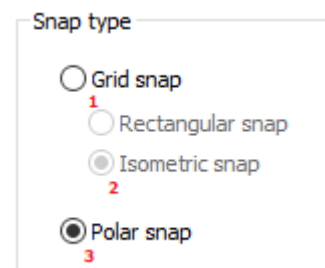 Snap type
Grid snap
1
Rectangular snap
Isometric snap
2
Polar snap
3